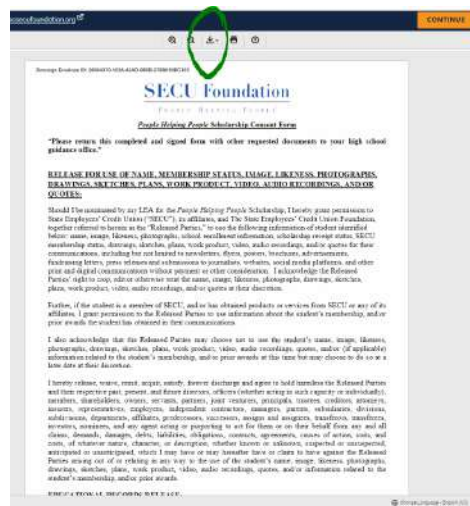 secufoundation.org
CONTINUE
SECU Foundation
PEOPLE HELPING PEOPLE
People Helping People Scholarship Consent Form
"Please return this completed and signed form with other requested documents to your high school
guidance office."
RELEASE FOR USE OF NAME, MEMBERSHIP STATUS, IMAGE, LIKENESS, PHOTOGRAPHS,
DRAWINGS, SKETCHES, PLANS, WORK PRODUCT, VIDEO, AUDIO RECORDINGS, AND/OR
QUOTES:
Should I be nominated by my LEA for the People Helping People Scholarship, I hereby grant permission to
State Employees' Credit Union ("SECU"), its affiliates, and The State Employees' Credit Union Foundation,
together referred to herein as the "Released Parties," to use the following information of student identified
below: name, image, likeness, photographs, school enrollment information, scholarship receipt status, SECU
membership status, drawings, sketches, plans, work product, video, audio recordings, and/or quotes for their
communications, including but not limited to newsletters, flyers, posters, brochures, advertisements,
fundraising letters, press releases and submissions to journalists, websites, social media platforms, and other
print and digital communications without payment or other consideration. I acknowledge the Released
Parties' right to crop, edit or otherwise treat the name, image, likeness, photographs, drawings, sketches,
plans, work product, video, audio recordings, and/or quotes at their discretion.
Further, if the student is a member of SECU, and/or has obtained products or services from SECU or any of its
affiliates, I grant permission to the Released Parties to use information about the student's membership, and/or
prior awards the student has obtained in their communications.
I also acknowledge that the Released Parties may choose not to use the student's name, image, likeness,
photographs, drawings, sketches, plans, work product, video, audio recordings, quotes, and/or (if applicable)
information related to the student's membership, and/or prior awards at this time but may choose to do so at a
later date at their discretion.
I hereby release, waive, remit, acquit, satisfy, forever discharge and agree to hold harmless the Released Parties
and their respective past, present, and future directors, officers (whether acting in such capacity or individually),
members, shareholders, owners, servants, partners, joint venturers, principals, trustees, creditors, attorneys,
insurers, representatives, employees, independent contractors, managers, parents, subsidiaries, divisions,
subdivisions, departments, affiliates, predecessors, successors, assigns and assignees, transferors, transferees,
investors, nominees, and any agent acting or purporting to act for them or on their behalf from any and all
claims, demands, damages, debts, liabilities, obligations, contracts, agreements, causes of action, suits, and
costs, of whatever nature, character, or description, whether known or unknown, suspected or unsuspected,
anticipated or unanticipated, which I may have or may hereafter have or claim to have against the Released
Parties arising out of or relating in any way to the use of the student's name, image, likeness, photographs,
drawings, sketches, plans, work product, video, audio recordings, quotes, and/or information related to the
student's membership, and/or prior awards.
EDUCATIONAL RECORDS RELEASE